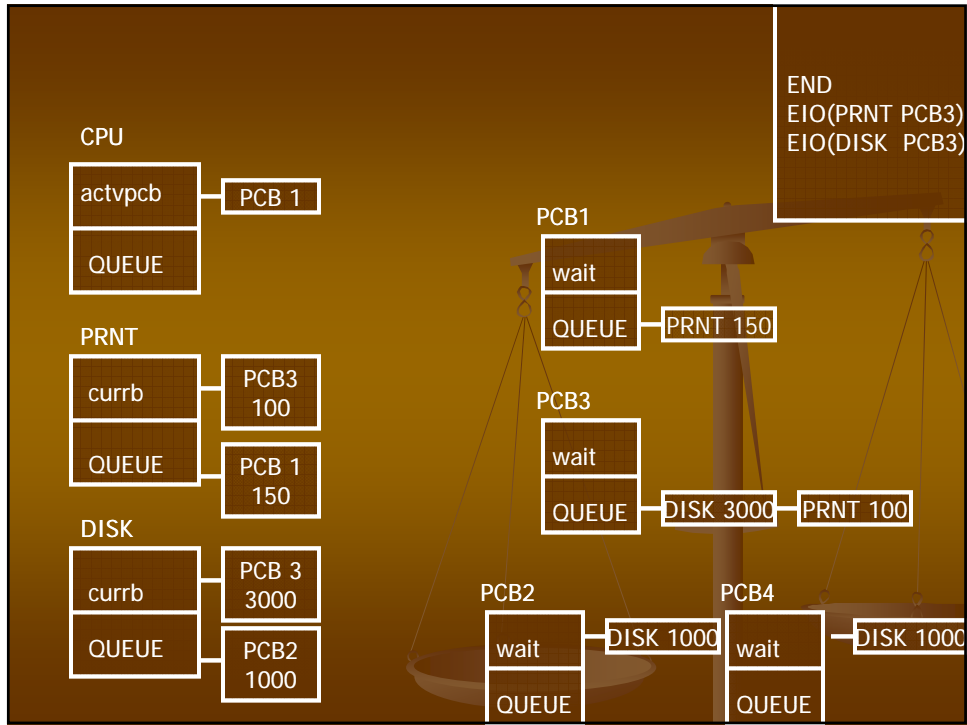 END
EIO(PRNT PCB3)
EIO(DISK PCB3)
CPU
actvpcb
PCB 1
QUEUE
PRNT
currb
PCB3
100
QUEUE
PCB 1
150
DISK
currb
PCB 3
3000
QUEUE
PCB2
1000
PCB1
wait
QUEUE
PRNT 150
PCB3
wait
QUEUE
DISK 3000
PRNT 100
PCB2
wait
DISK 1000
QUEUE
PCB4
wait
DISK 1000
QUEUE